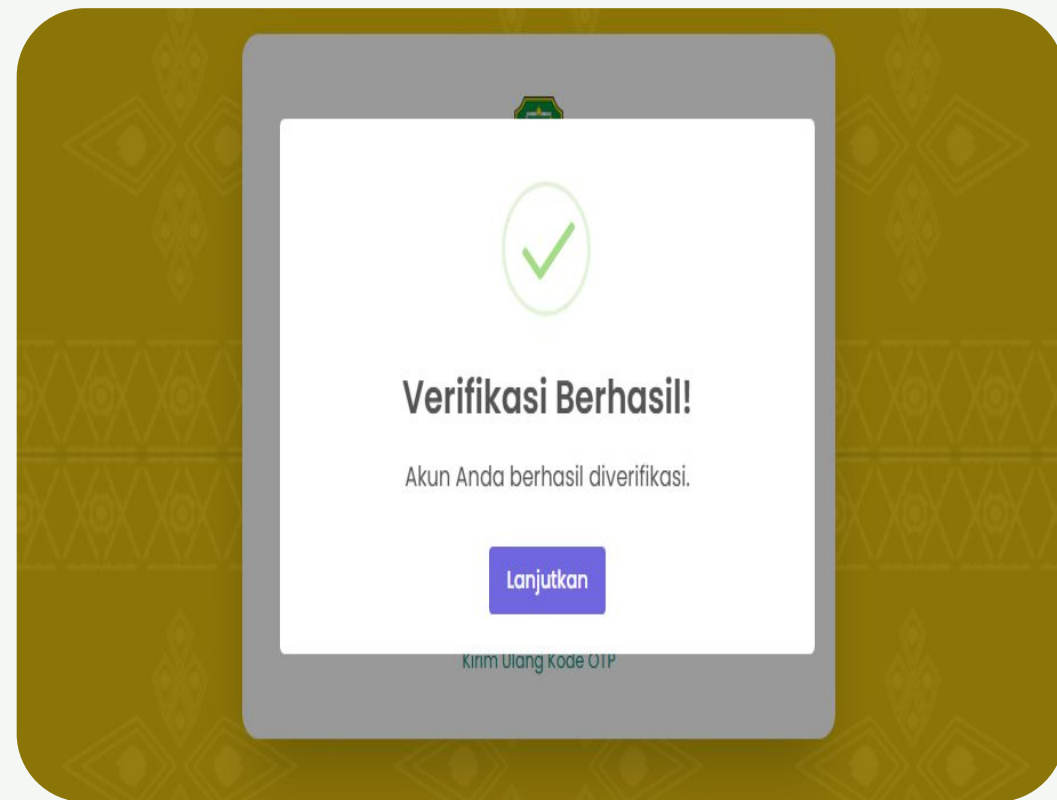 Verifikasi Berhasil!
Akun Anda berhasil diverifikasi.
Lanjutkan
Kirim Ulang Kode OTP